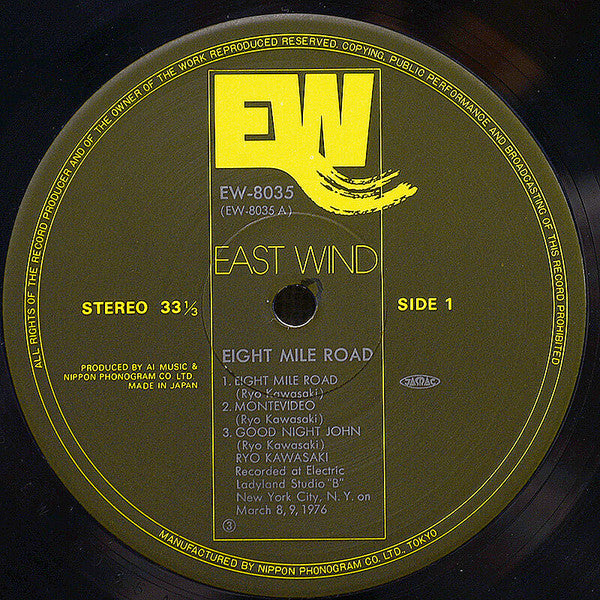 ALL RIGHTS OF THE RECORD PRODUCER AND OF THE OWNER OF THE WORK REPRODUCED RESERVED. COPYING, PUBLIC PERFORMANCE AND BROADCASTING OF THIS RECORD PROHIBITED
EW
EW-8035
(EW-8035 A)
EAST WIND
STEREO 33 1/3
SIDE 1
EIGHT MILE ROAD
PRODUCED BY AI MUSIC &
NIPPON PHONOGRAM CO. LTD.
MADE IN JAPAN
1. EIGHT MILE ROAD
(Ryo Kawasaki)
2. MONTEVIDEO
(Ryo Kawasaki)
3. GOOD NIGHT JOHN
(Ryo Kawasaki)
RYO KAWASAKI
Recorded at Electric
Ladyland Studio "B"
New York City, N.Y. on
March 8, 9, 1976
③
MANUFACTURED BY NIPPON PHONOGRAM CO. LTD., TOKYO